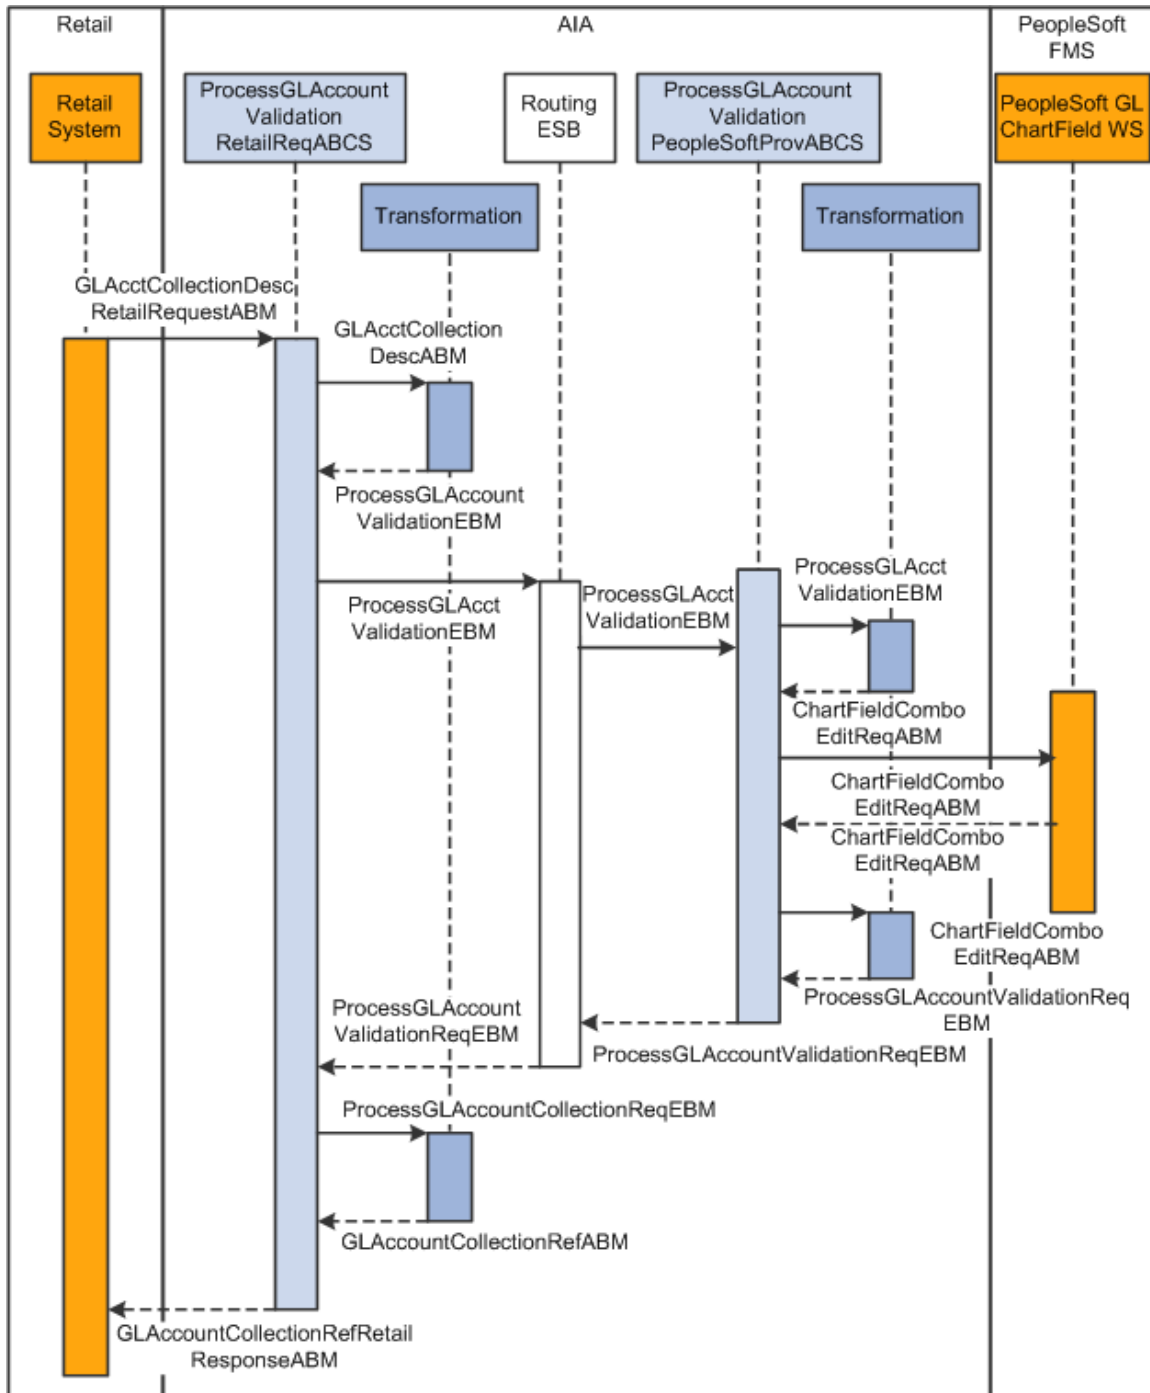 Retail
AIA
PeopleSoft
FMS
Retail
System
ProcessGLAccount
Validation
RetailReqABCS
Routing
ESB
ProcessGLAccount
Validation
PeopleSoftProvABCS
PeopleSoft GL
ChartField WS
Transformation
Transformation
GLAcctCollectionDesc
RetailRequestABM
GLAcctCollection
DescABM
ProcessGLAccount
ValidationEBM
ProcessGLAcct
ValidationEBM
ProcessGLAcct
ValidationEBM
ProcessGLAcct
ValidationEBM
ChartFieldCombo
EditReqABM
ChartFieldCombo
EditReqABM
ChartFieldCombo
EditReqABM
ChartFieldCombo
EditReqABM
ProcessGLAccountValidationReq
EBM
ProcessGLAccountValidationReqEBM
ProcessGLAccount
ValidationReqEBM
ProcessGLAccountCollectionReqEBM
GLAccountCollectionRefABM
GLAccountCollectionRefRetail
ResponseABM